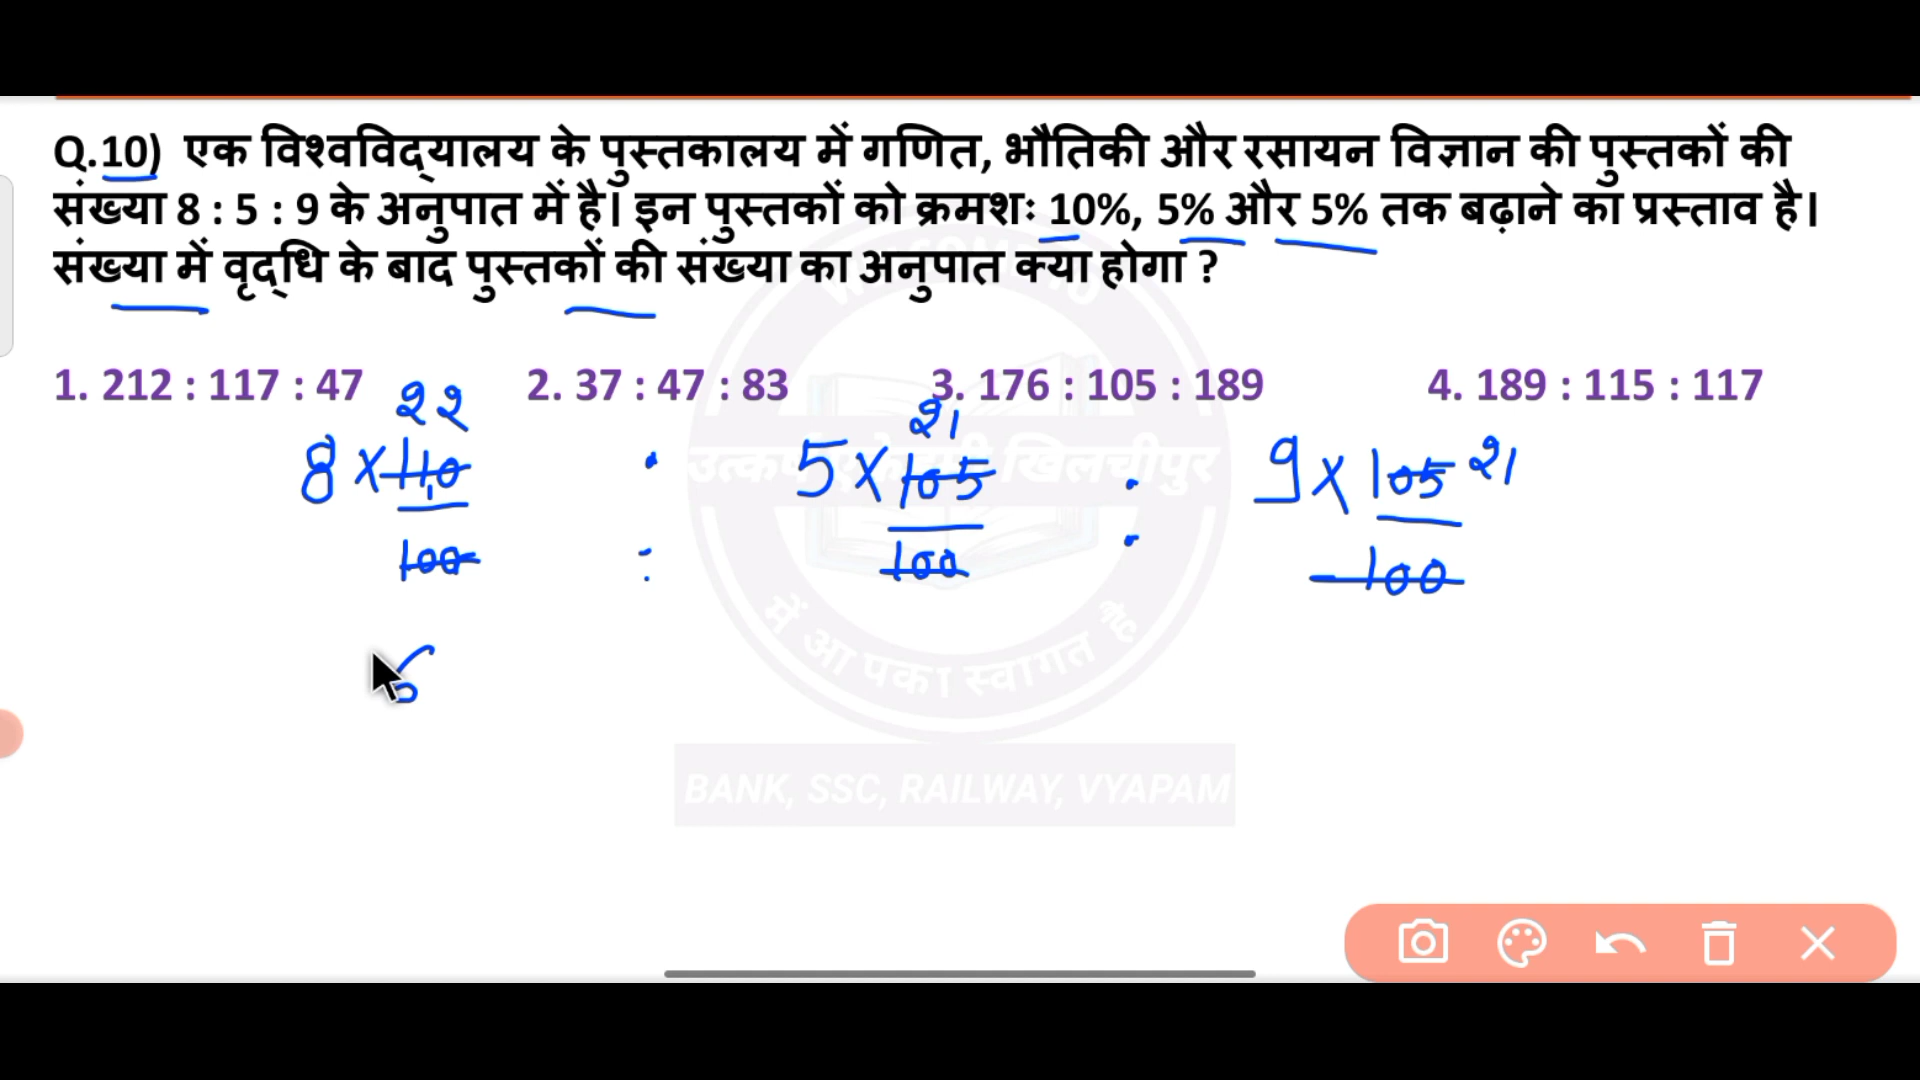 Q.10) एक विश्वविद्यालय के पुस्तकालय में गणित, भौतिकी और रसायन विज्ञान की पुस्तकों की
संख्या 8 : 5 : 9 के अनुपात में है। इन पुस्तकों को क्रमशः 10%, 5% और 5% तक बढ़ाने का प्रस्ताव है।
संख्या में वृद्धि के बाद पुस्तकों की संख्या का अनुपात क्या होगा ?
1. 212 : 117 : 47 2. 37 : 47 : 83 3. 176 : 105 : 189 4. 189 : 115 : 117
22 21
8 × 110 : 5 × 105 : 9 × 105 21
100 100 100
में आपका स्वागत है
BANK, SSC, RAILWAY, VYAPAM